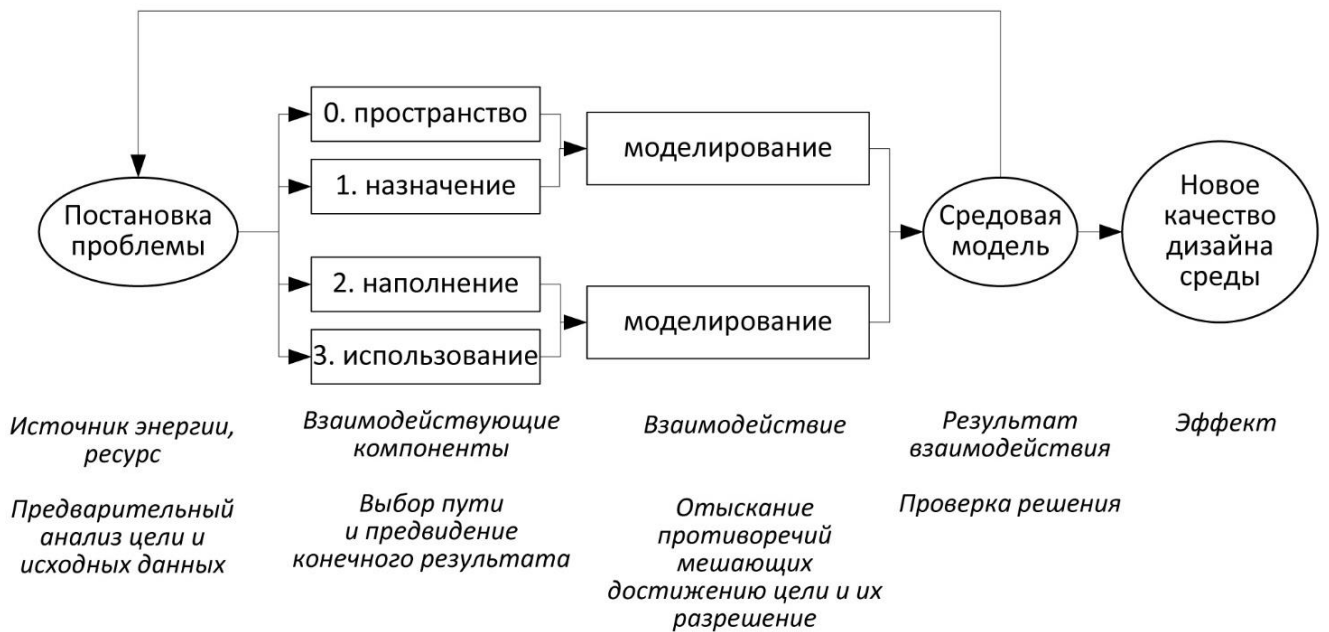 Постановка
проблемы
0. пространство
1. назначение
2. наполнение
3. использование
моделирование
моделирование
Средовая
модель
Новое
качество
дизайна
среды
Источник энергии,
ресурс
Взаимодействующие
компоненты
Взаимодействие
Результат
взаимодействия
Эффект
Предварительный
анализ цели и
исходных данных
Выбор пути
и предвидение
конечного результата
Отыскание
противоречий
мешающих
достижению цели и их
разрешение
Проверка решения